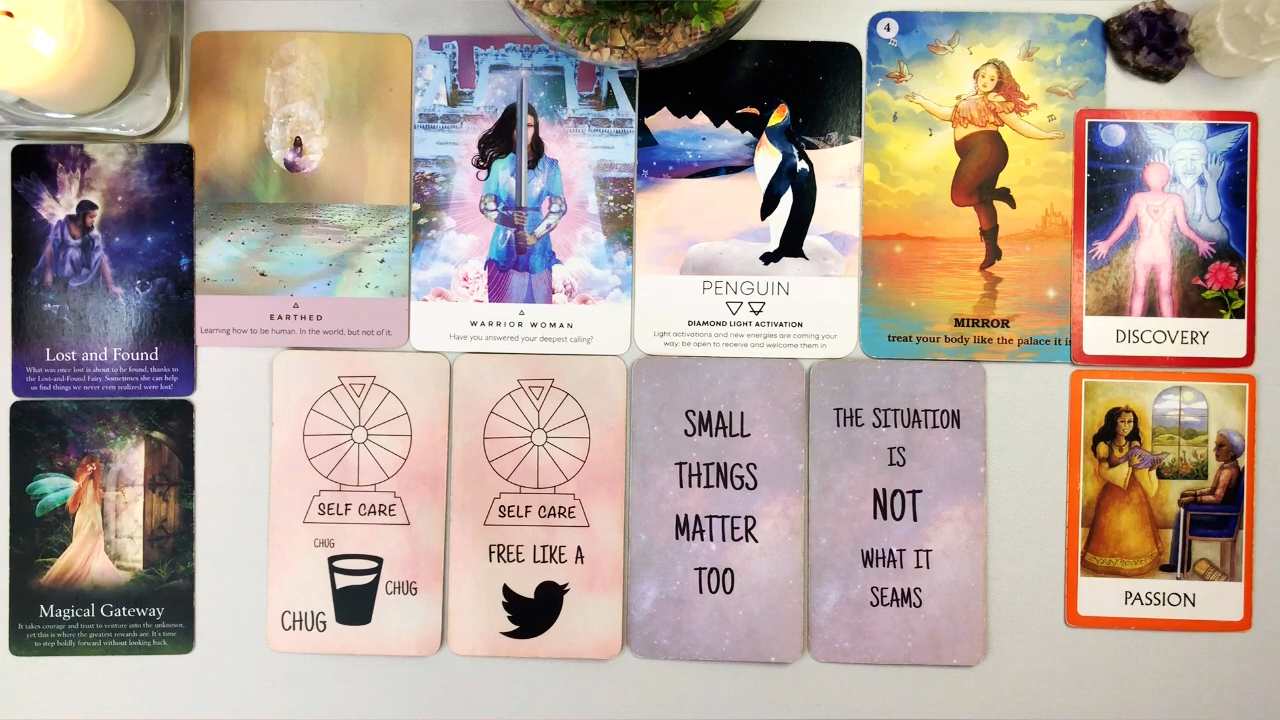 Lost and Found
What was once lost is about to be found, thanks to
the Lost-and-Found Fairy. Sometimes she can help
us find things we never even realized were lost!
Magical Gateway
It takes courage and trust to venture into the unknown,
yet this is where the greatest rewards are. It's time
to step boldly forward without looking back.
EARTHED
Learning how to be human. In the world, but not of it.
WARRIOR WOMAN
Have you answered your deepest calling?
PENGUIN
DIAMOND LIGHT ACTIVATION
Light activations and new energies are coming your
way, be open to receive and welcome them in.
4
MIRROR
treat your body like the palace it is
DISCOVERY
SELF CARE
CHUG
CHUG
CHUG
SELF CARE
FREE LIKE A
SMALL
THINGS
MATTER
TOO
THE SITUATION
IS
NOT
WHAT IT
SEAMS
PASSION